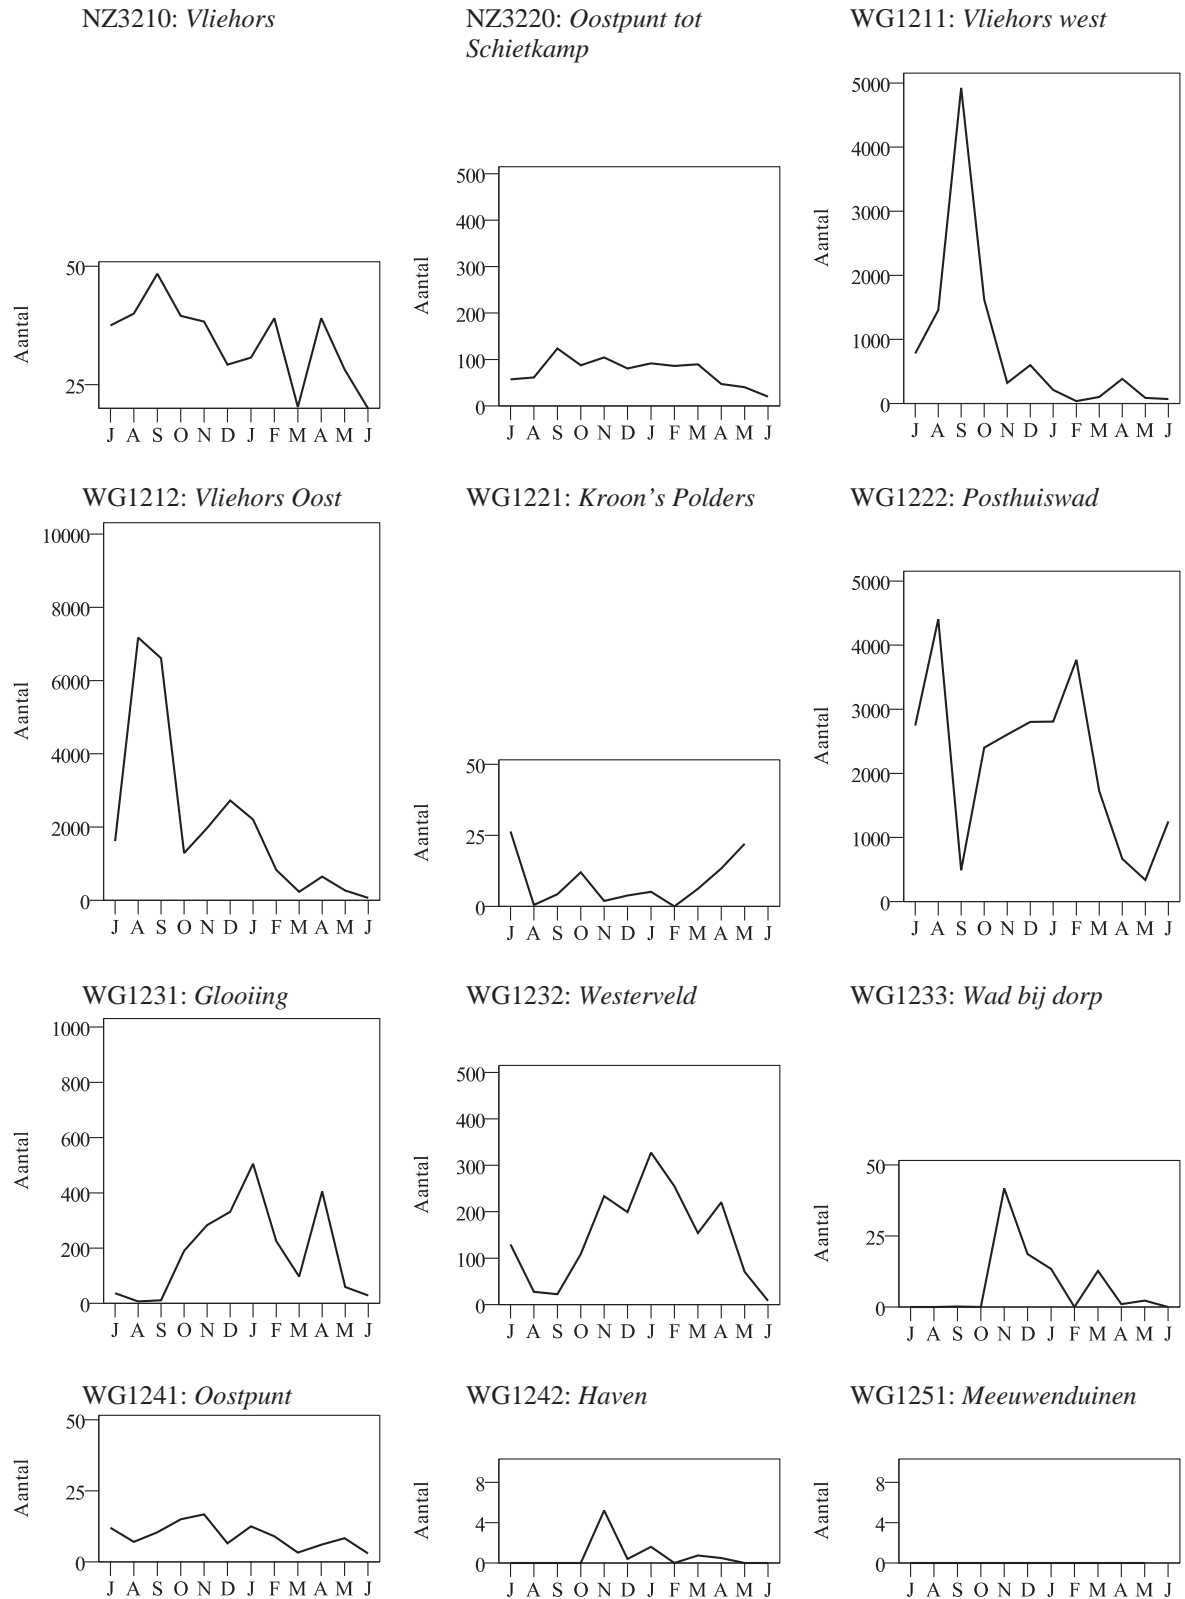 NZ3210: Vliehors
NZ3220: Oostpunt tot
Schietkamp
WG1211: Vliehors west
Aantal
50
25
J A S O N D J F M A M J
Aantal
500
400
300
200
100
0
J A S O N D J F M A M J
Aantal
5000
4000
3000
2000
1000
0
J A S O N D J F M A M J
WG1212: Vliehors Oost
WG1221: Kroon's Polders
WG1222: Posthuiswad
Aantal
10000
8000
6000
4000
2000
0
J A S O N D J F M A M J
Aantal
50
25
0
J A S O N D J F M A M J
Aantal
5000
4000
3000
2000
1000
0
J A S O N D J F M A M J
WG1231: Glooiing
WG1232: Westerveld
WG1233: Wad bij dorp
Aantal
1000
800
600
400
200
0
J A S O N D J F M A M J
Aantal
500
400
300
200
100
0
J A S O N D J F M A M J
Aantal
50
25
0
J A S O N D J F M A M J
WG1241: Oostpunt
WG1242: Haven
WG1251: Meeuwenduinen
Aantal
50
25
0
J A S O N D J F M A M J
Aantal
8
4
0
J A S O N D J F M A M J
Aantal
8
4
0
J A S O N D J F M A M J